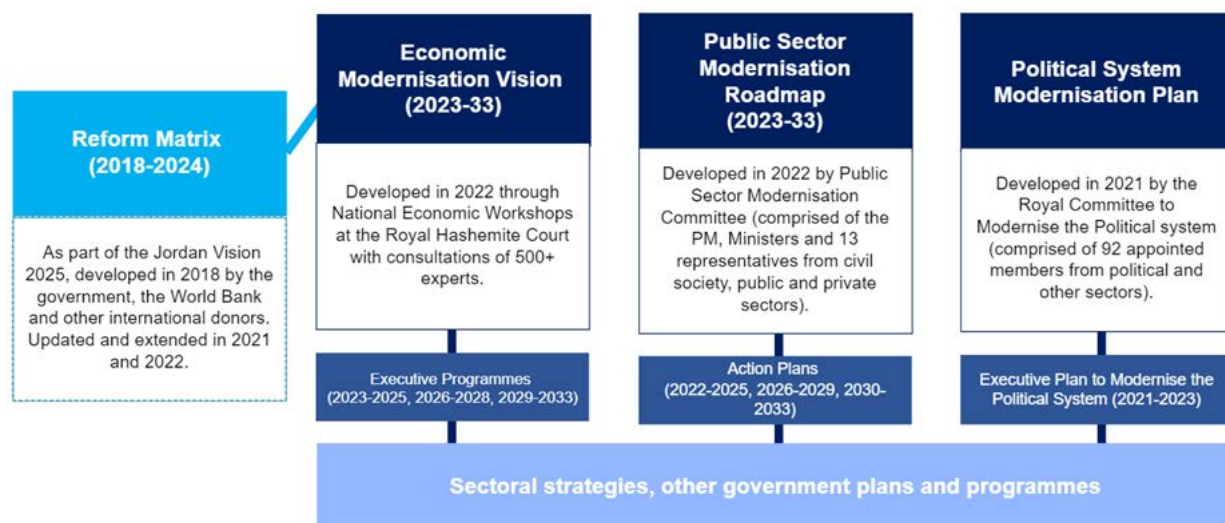 Reform Matrix
(2018-2024)
As part of the Jordan Vision
2025, developed in 2018 by the
government, the World Bank
and other international donors.
Updated and extended in 2021
and 2022.
Economic
Modernisation Vision
(2023-33)
Developed in 2022 through
National Economic Workshops
at the Royal Hashemite Court
with consultations of 500+
experts.
Executive Programmes
(2023-2025, 2026-2028, 2029-2033)
Public Sector
Modernisation
Roadmap
(2023-33)
Developed in 2022 by Public
Sector Modernisation
Committee (comprised of the
PM, Ministers and 13
representatives from civil
society, public and private
sectors).
Action Plans
(2022-2025, 2026-2029, 2030-
2033)
Political System
Modernisation Plan
Developed in 2021 by the
Royal Committee to
Modernise the Political system
(comprised of 92 appointed
members from political and
other sectors).
Executive Plan to Modernise the
Political System (2021-2023)
Sectoral strategies, other government plans and programmes